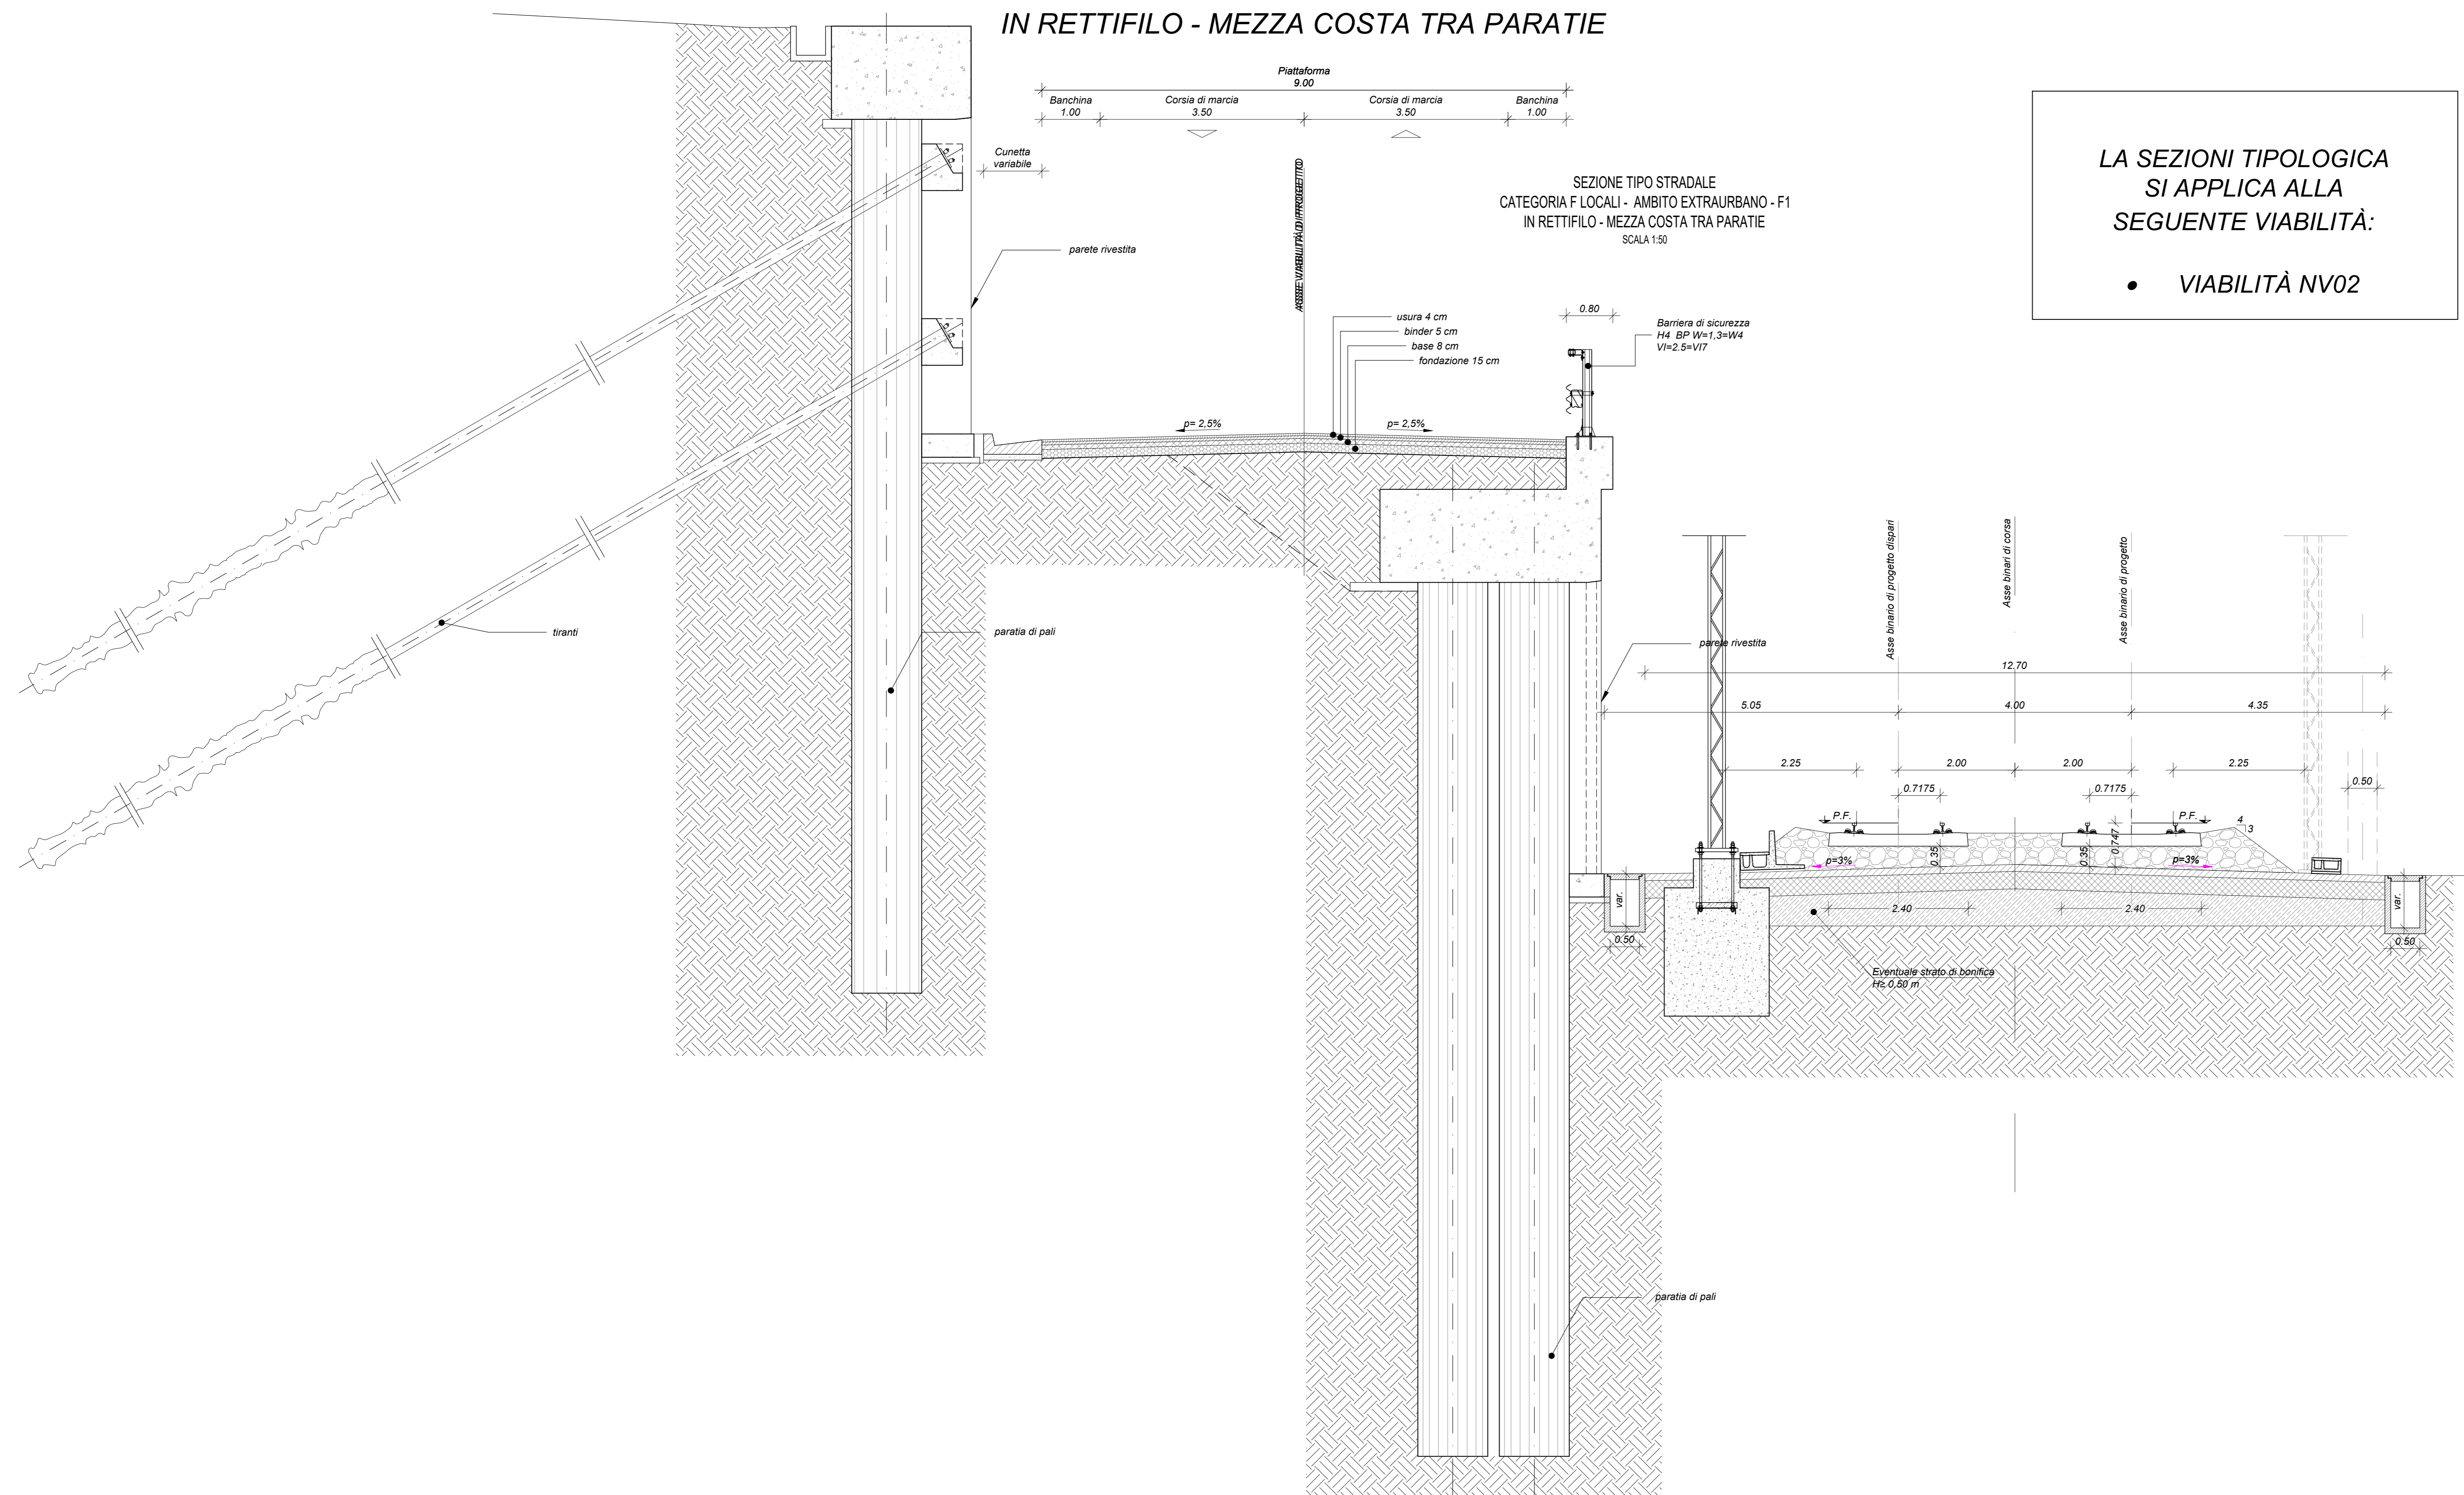 IN RETTIFILO - MEZZA COSTA TRA PARATIE
Piattaforma
9.00
Banchina
1.00
Corsia di marcia
3.50
Corsia di marcia
3.50
Banchina
1.00
Cunetta
variabile
LA SEZIONI TIPOLOGICA
SI APPLICA ALLA
SEGUENTE VIABILITÀ:
• VIABILITÀ NV02
SEZIONE TIPO STRADALE
CATEGORIA F LOCALI - AMBITO EXTRAURBANO - F1
IN RETTIFILO - MEZZA COSTA TRA PARATIE
SCALA 1:50
parete rivestita
usura 4 cm
binder 5 cm
base 8 cm
fondazione 15 cm
0.80
Barriera di sicurezza
H4 BP W=1,3=W4
VI=2.5=VI7
p= 2,5%
p= 2,5%
tiranti
paratia di pali
parete rivestita
Asse binario di progetto dispari
Asse binari di corsa
Asse binario di progetto
12.70
5.05
4.00
4.35
2.25
2.00
2.00
2.25
0.50
0.7175
0.7175
P.F.
P.F.
4
3
0.35
0.35
0.747
p=3%
p=3%
var.
var.
2.40
2.40
0.50
0.50
Eventuale strato di bonifica
H≥ 0,50 m
paratia di pali